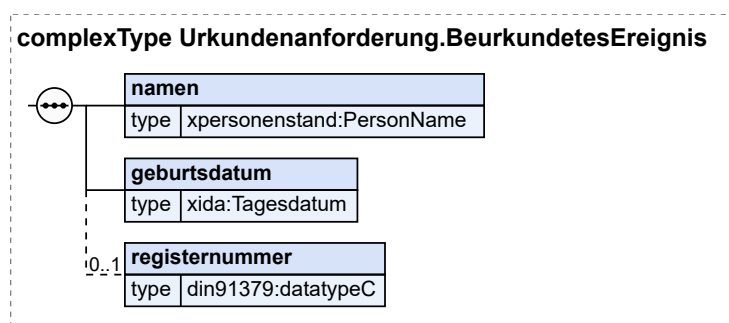 complexType Urkundenanforderung.BeurkundetesEreignis
namen
type xpersonenstand:PersonName
geburtsdatum
type xida:Tagesdatum
0..1 registernummer
type din91379:datatypeC